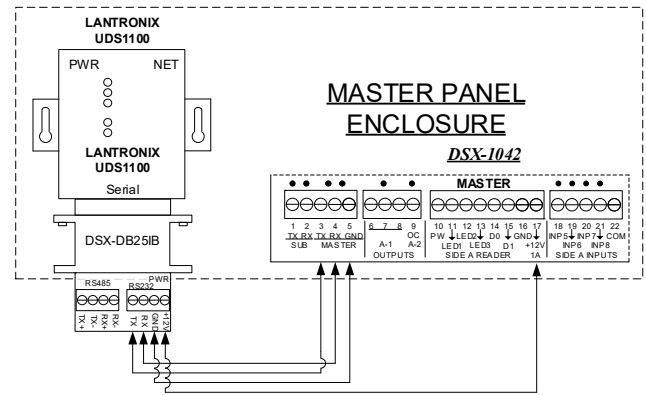 LANTRONIX
UDS1100
PWR NET
LANTRONIX
UDS1100
Serial
DSX-DB25IB
RS485 RS232 PWR
TX+ TX- RX+ RX- TX RX GND +12V
MASTER PANEL
ENCLOSURE
DSX-1042
MASTER
1 2 3 4 5 6 7 8 9 10 11 12 13 14 15 16 17 18 19 20 21 22
TX RX TX RX GND OC PW LED2 D0 GND INP5 INP7 COM
SUB MASTER A-1 A-2 LED1 LED3 D1 +12V INP6 INP8
OUTPUTS SIDE A READER 1A SIDE A INPUTS